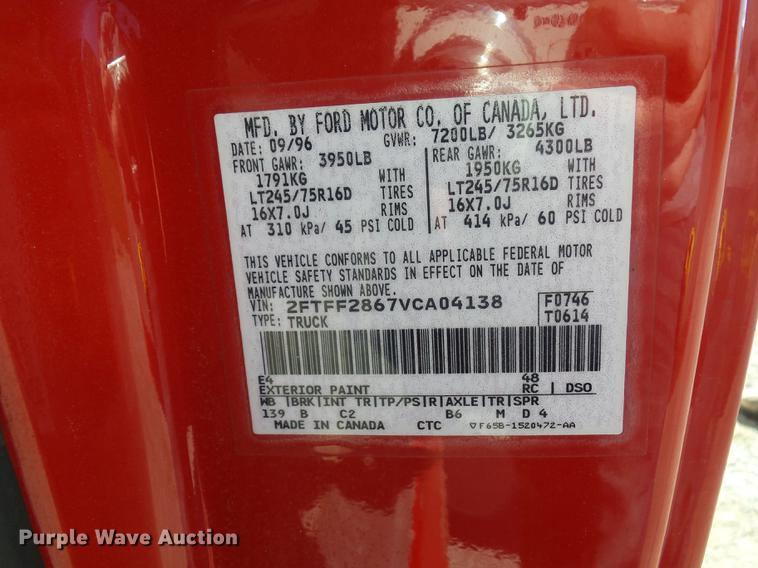 MFD. BY FORD MOTOR CO. OF CANADA, LTD.
DATE: 09/96 GVWR: 7200LB/ 3265KG
FRONT GAWR: 3950LB REAR GAWR: 4300LB
1791KG WITH 1950KG WITH
LT245/75R16D TIRES LT245/75R16D TIRES
16X7.0J RIMS 16X7.0J RIMS
AT 310 kPa/ 45 PSI COLD AT 414 kPa/ 60 PSI COLD
THIS VEHICLE CONFORMS TO ALL APPLICABLE FEDERAL MOTOR
VEHICLE SAFETY STANDARDS IN EFFECT ON THE DATE OF
MANUFACTURE SHOWN ABOVE.
VIN: 2FTFF2867VCA04138 F0746
TYPE: TRUCK T0614
E4 48
EXTERIOR PAINT RC DSO
WB BRK INT TR TP/PS R AXLE TR SPR
139 B C2 B6 M D 4
MADE IN CANADA CTC ▽F65B-1520472-AA
Purple Wave Auction